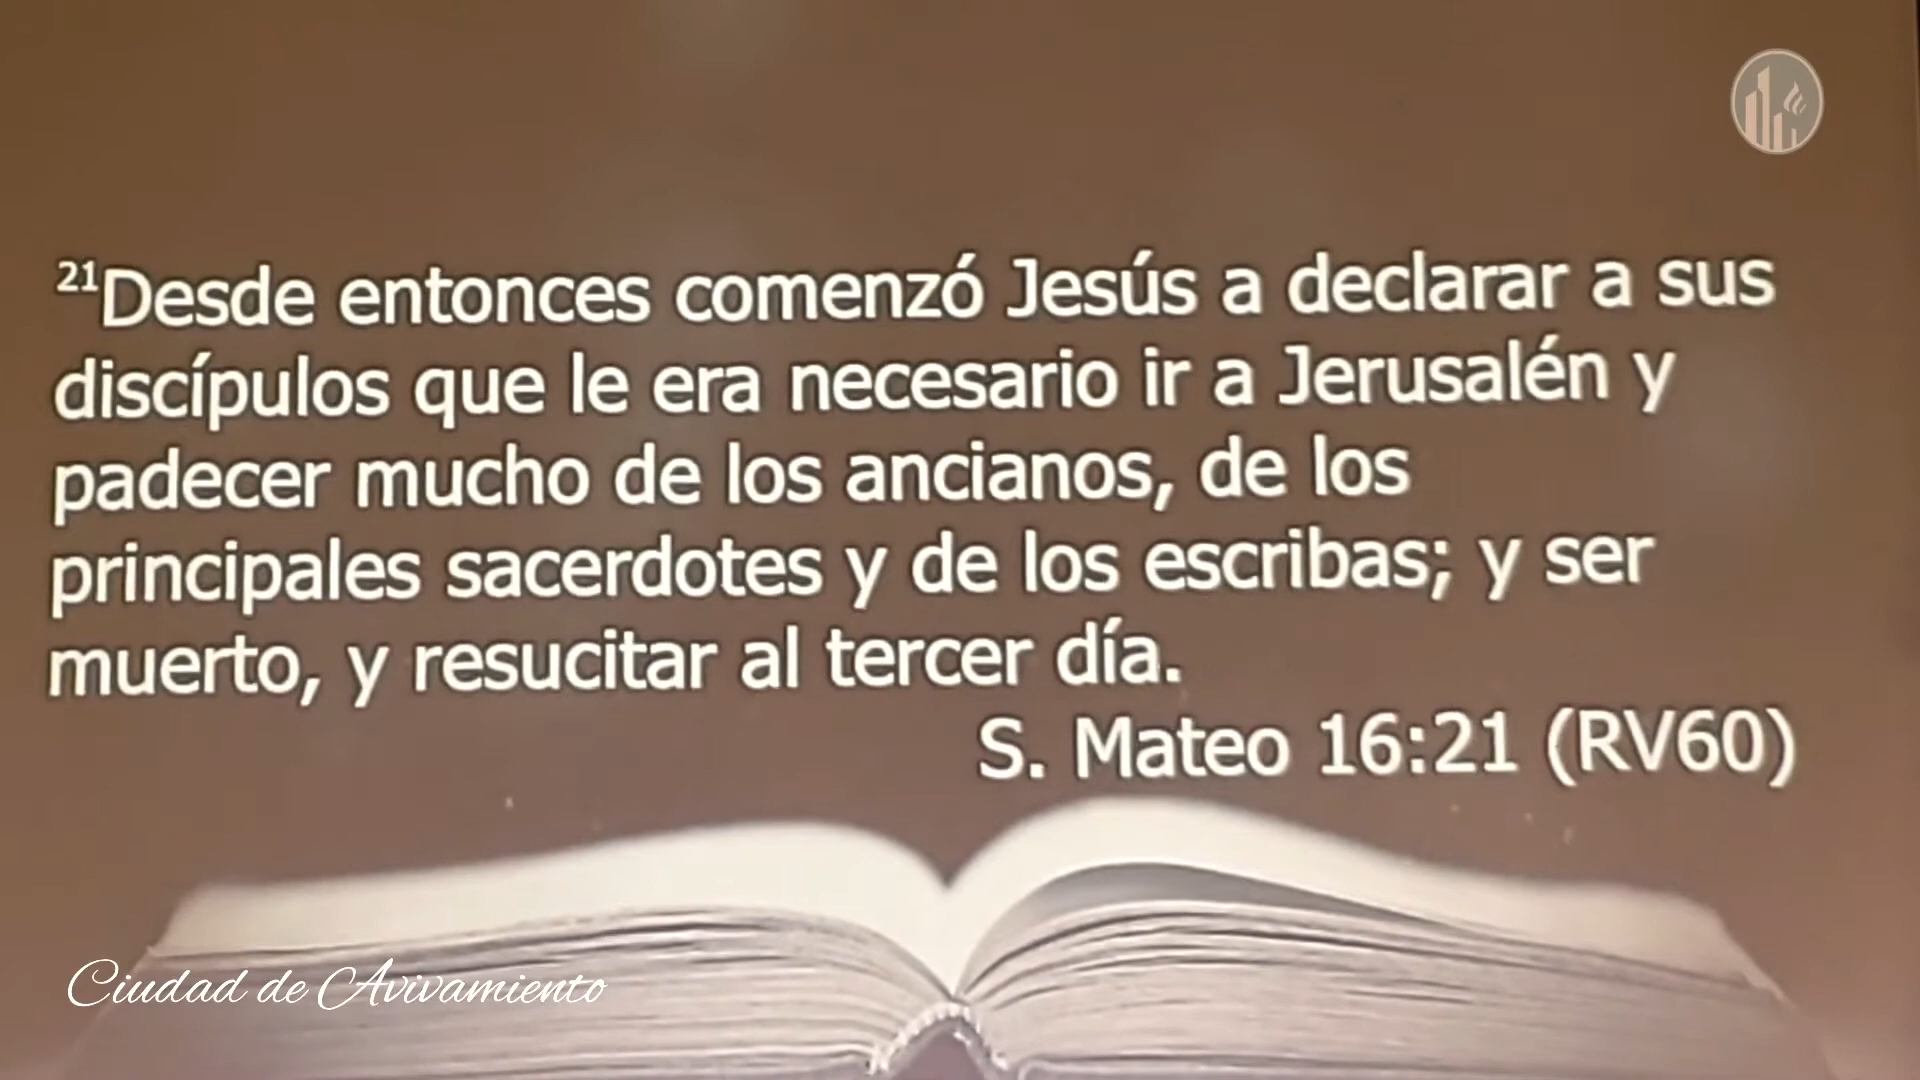 21Desde entonces comenzó Jesús a declarar a sus
discípulos que le era necesario ir a Jerusalén y
padecer mucho de los ancianos, de los
principales sacerdotes y de los escribas; y ser
muerto, y resucitar al tercer día.
S. Mateo 16:21 (RV60)
Ciudad de Avivamiento